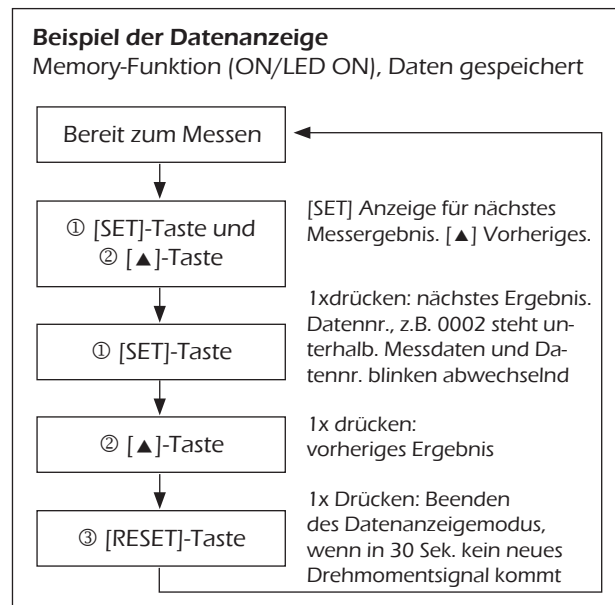 Beispiel der Datenanzeige
Memory-Funktion (ON/LED ON), Daten gespeichert
Bereit zum Messen
① [SET]-Taste und
② [▲]-Taste
[SET] Anzeige für nächstes
Messergebnis. [▲] Vorheriges.
① [SET]-Taste
1xdrücken: nächstes Ergebnis.
Datennr., z.B. 0002 steht un-
terhalb. Messdaten und Da-
tennr. blinken abwechselnd
② [▲]-Taste
1x drücken:
vorheriges Ergebnis
③ [RESET]-Taste
1x Drücken: Beenden
des Datenanzeigemodus,
wenn in 30 Sek. kein neues
Drehmomentsignal kommt